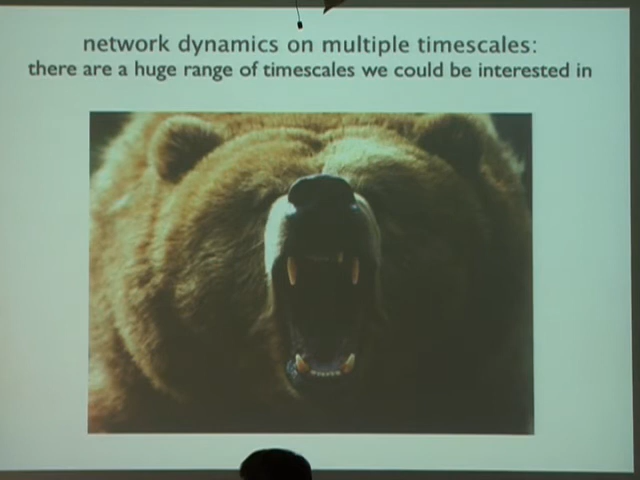 network dynamics on multiple timescales:
there are a huge range of timescales we could be interested in